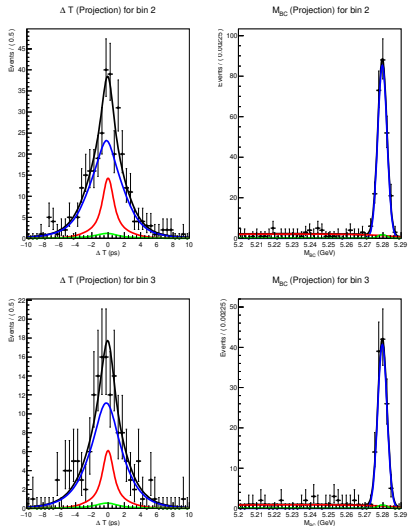 Δ T (Projection) for bin 2
Events / ( 0.5)
45
40
35
30
25
20
15
10
5
0
-10 -8 -6 -4 -2 0 2 4 6 8 10
Δ T (ps)
M_BC (Projection) for bin 2
Events / ( 0.00225)
100
80
60
40
20
0
5.2 5.21 5.22 5.23 5.24 5.25 5.26 5.27 5.28 5.29
M_BC (GeV)
Δ T (Projection) for bin 3
Events / ( 0.5)
22
20
18
16
14
12
10
8
6
4
2
0
-10 -8 -6 -4 -2 0 2 4 6 8 10
Δ T (ps)
M_BC (Projection) for bin 3
/ ( 0.00225)
50
40
30
20
10
0
5.2 5.21 5.22 5.23 5.24 5.25 5.26 5.27 5.28 5.29
(GeV)